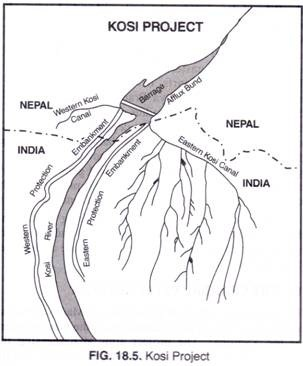 KOSI PROJECT
NEPAL
Western Kosi
Canal
Barrage
Afflux Bund
NEPAL
INDIA
Embankment
Embankment
Eastern Kosi Canal
INDIA
Protection
Protection
Western
Kosi
River
Eastern
FIG. 18.5. Kosi Project